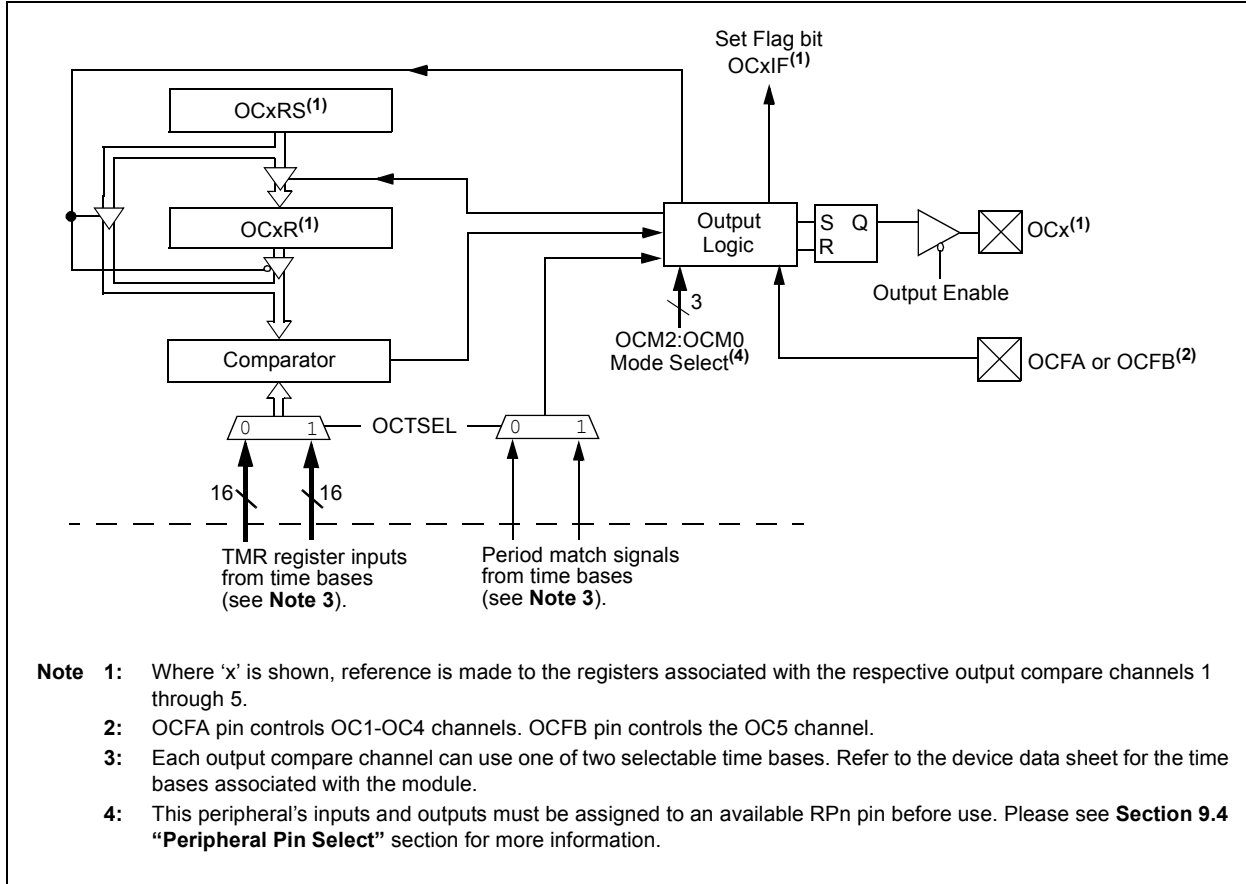 Set Flag bit
OCxIF(1)
OCxRS(1)
OCxR(1)
Output
Logic
S Q
R
OCx(1)
Output Enable
3
OCM2:OCM0
Mode Select(4)
Comparator
OCFA or OCFB(2)
0 1
OCTSEL
0 1
16
16
TMR register inputs
from time bases
(see Note 3).
Period match signals
from time bases
(see Note 3).
Note 1: Where ‘x’ is shown, reference is made to the registers associated with the respective output compare channels 1
through 5.
2: OCFA pin controls OC1-OC4 channels. OCFB pin controls the OC5 channel.
3: Each output compare channel can use one of two selectable time bases. Refer to the device data sheet for the time
bases associated with the module.
4: This peripheral’s inputs and outputs must be assigned to an available RPn pin before use. Please see Section 9.4
“Peripheral Pin Select” section for more information.